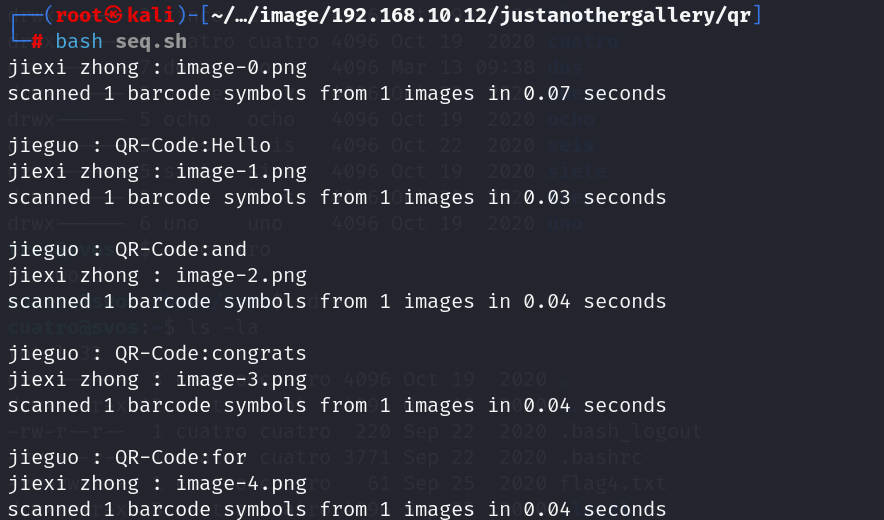 ┌──(root㉿kali)-[~/…/image/192.168.10.12/justanothergallery/qr]
└─# bash seq.sh
jiexi zhong : image-0.png
scanned 1 barcode symbols from 1 images in 0.07 seconds
jieguo : QR-Code:Hello
jiexi zhong : image-1.png
scanned 1 barcode symbols from 1 images in 0.03 seconds
jieguo : QR-Code:and
jiexi zhong : image-2.png
scanned 1 barcode symbols from 1 images in 0.04 seconds
jieguo : QR-Code:congrats
jiexi zhong : image-3.png
scanned 1 barcode symbols from 1 images in 0.04 seconds
jieguo : QR-Code:for
jiexi zhong : image-4.png
scanned 1 barcode symbols from 1 images in 0.04 seconds